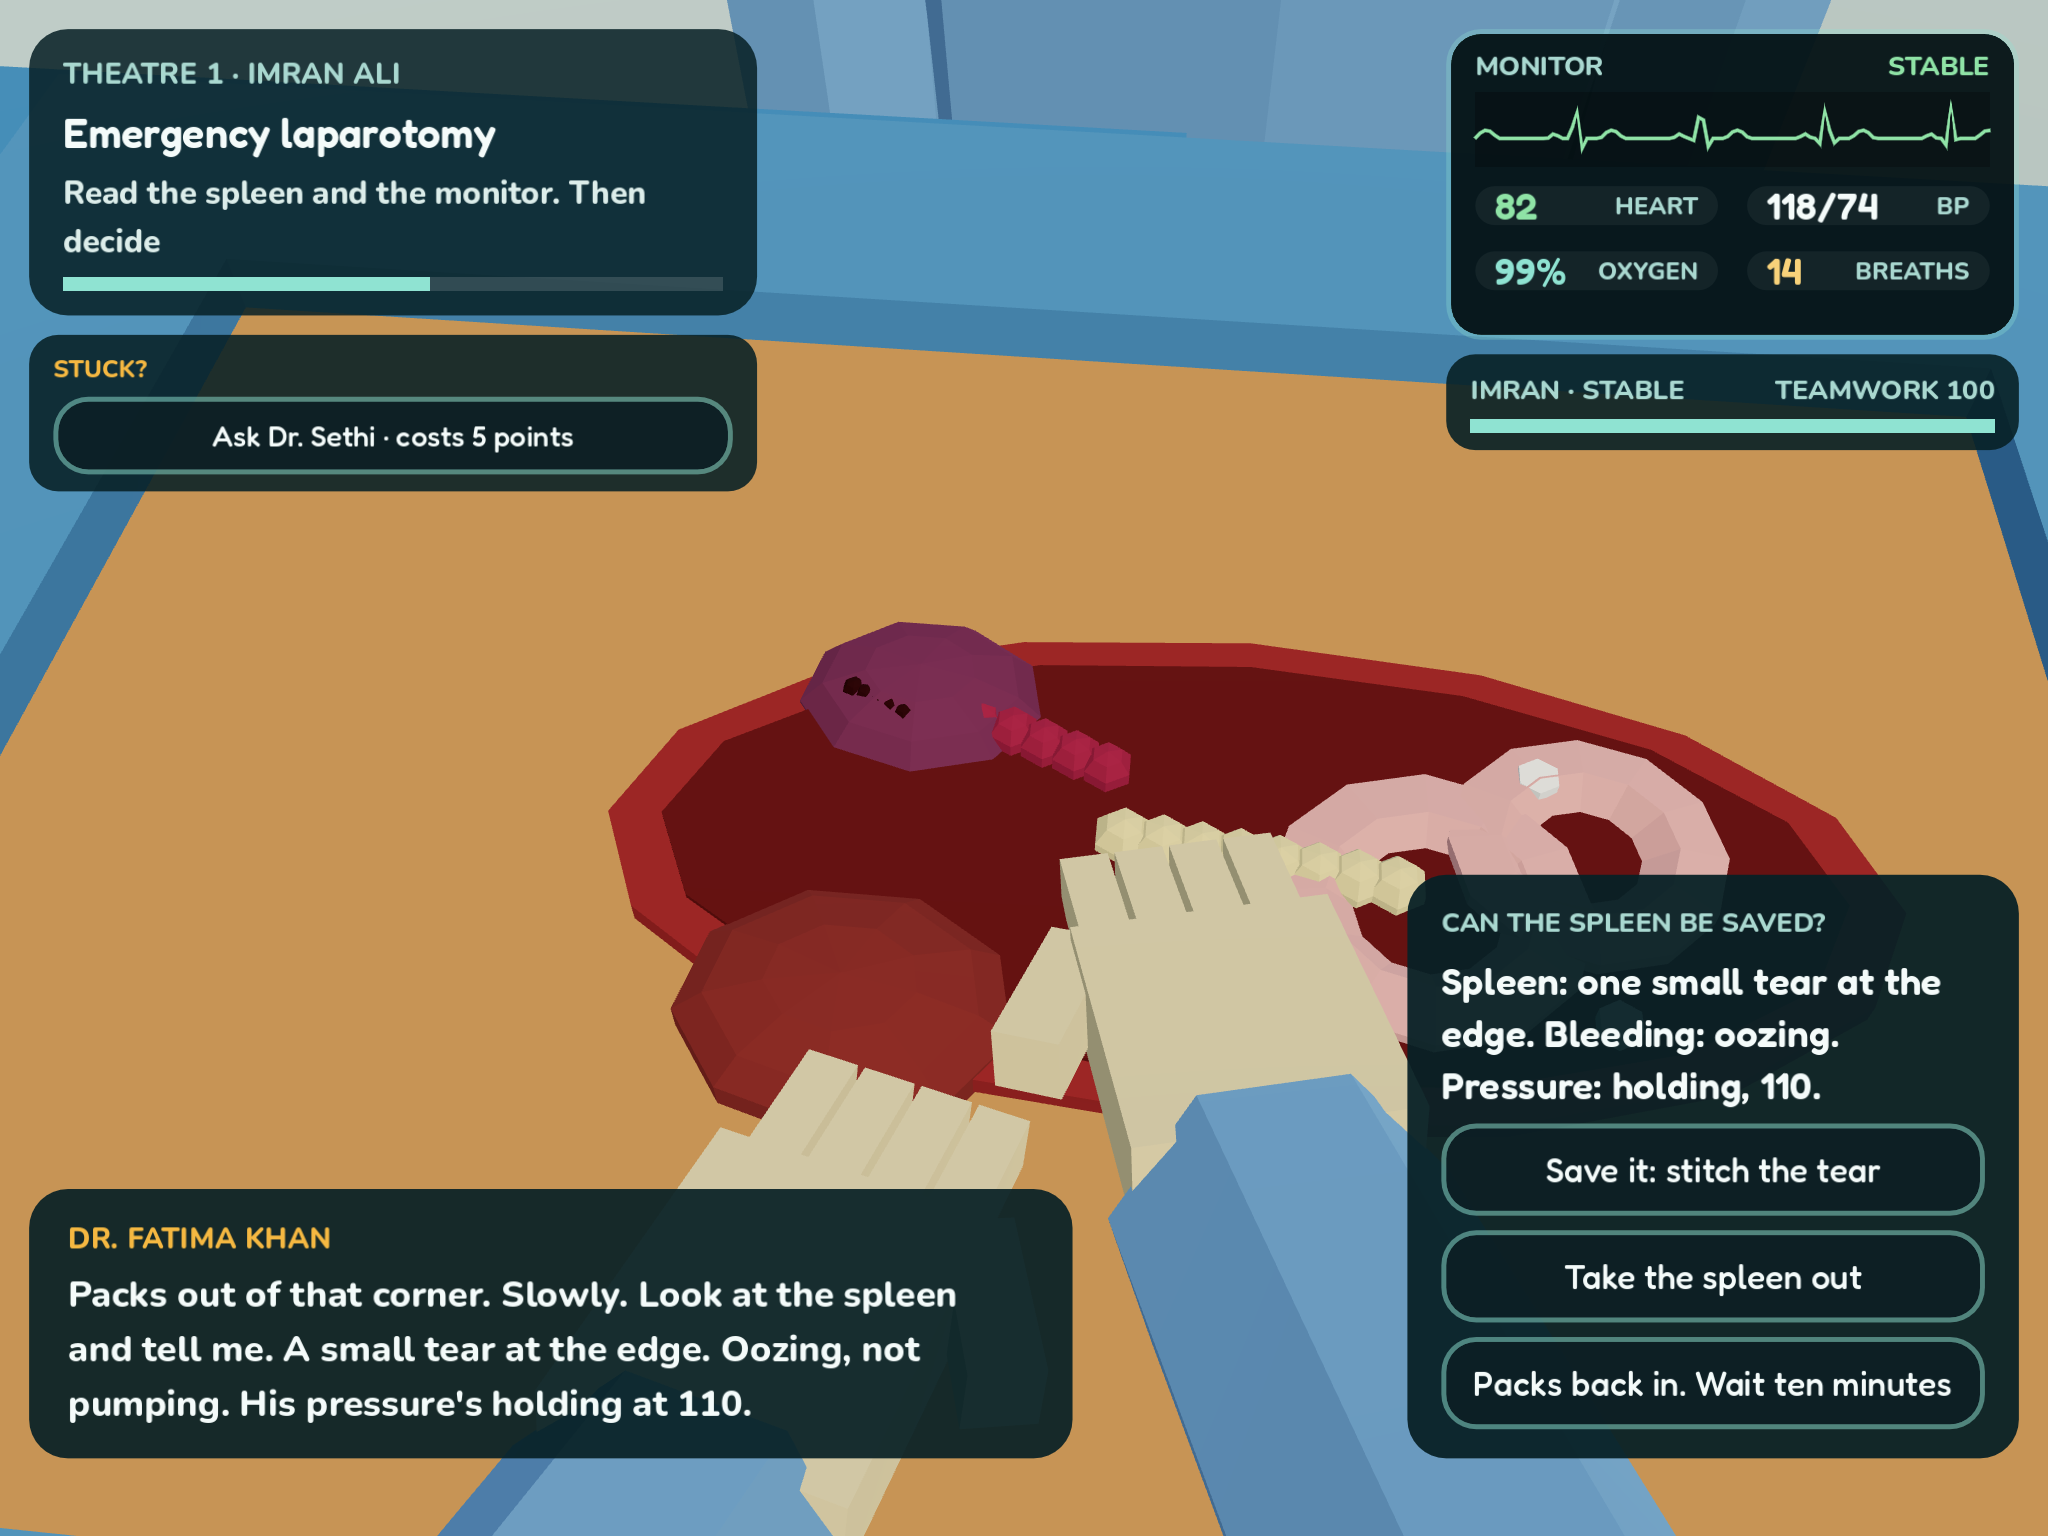 THEATRE 1 · IMRAN ALI
Emergency laparotomy
Read the spleen and the monitor. Then
decide
STUCK?
Ask Dr. Sethi · costs 5 points
MONITOR STABLE
82 HEART 118/74 BP
99% OXYGEN 14 BREATHS
IMRAN · STABLE TEAMWORK 100
CAN THE SPLEEN BE SAVED?
Spleen: one small tear at the
edge. Bleeding: oozing.
Pressure: holding, 110.
Save it: stitch the tear
Take the spleen out
Packs back in. Wait ten minutes
DR. FATIMA KHAN
Packs out of that corner. Slowly. Look at the spleen
and tell me. A small tear at the edge. Oozing, not
pumping. His pressure's holding at 110.